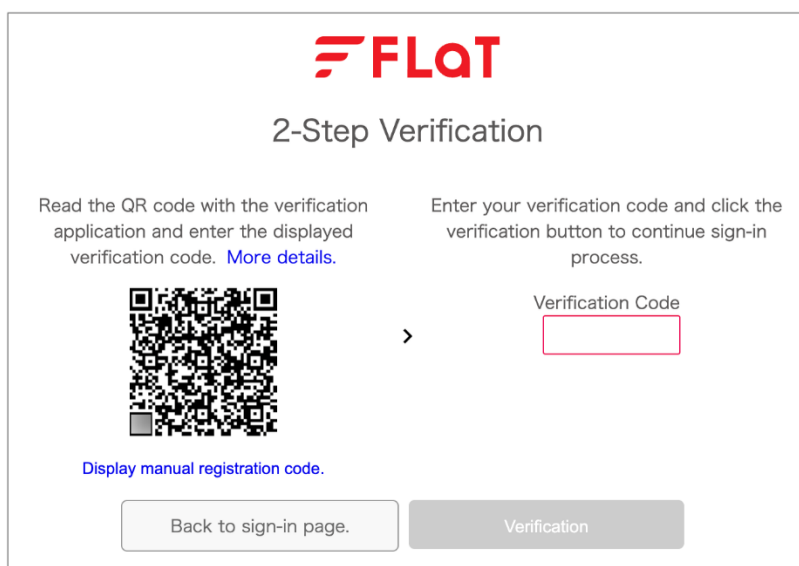 FLaT
2-Step Verification
Read the QR code with the verification
application and enter the displayed
verification code. More details.
Display manual registration code.
Enter your verification code and click the
verification button to continue sign-in
process.
Verification Code
Back to sign-in page.
Verification